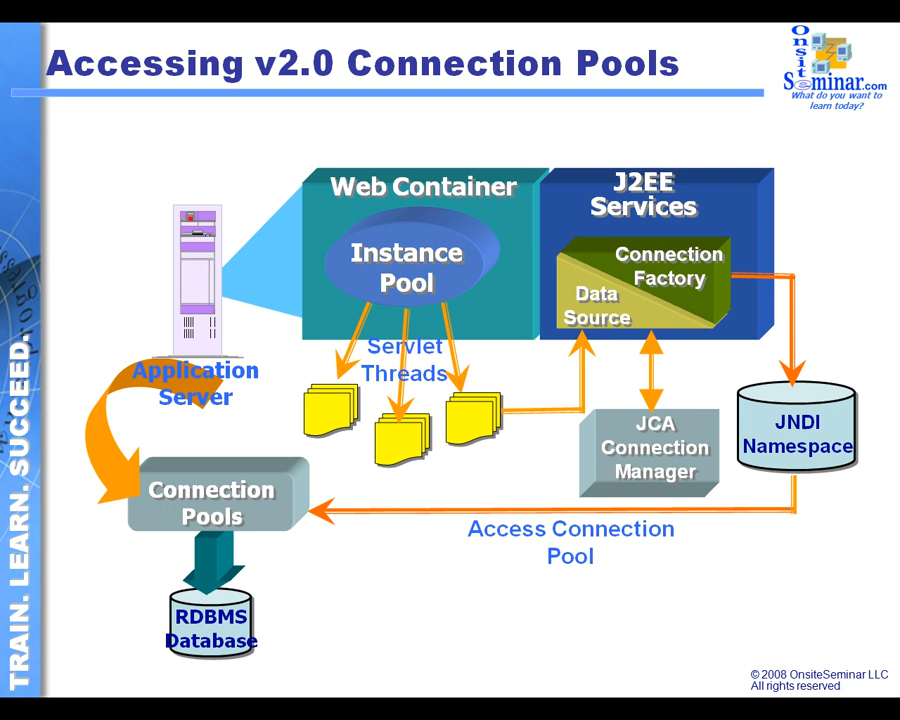 Accessing v2.0 Connection Pools
Onsite
Seminar.com
What do you want to
learn today?
Web Container
J2EE
Services
Instance
Pool
Connection
Factory
Data
Source
Servlet
Threads
Application
Server
JCA
Connection
Manager
JNDI
Namespace
Connection
Pools
Access Connection
Pool
RDBMS
Database
TRAIN. LEARN. SUCCEED.
© 2008 OnsiteSeminar LLC
All rights reserved